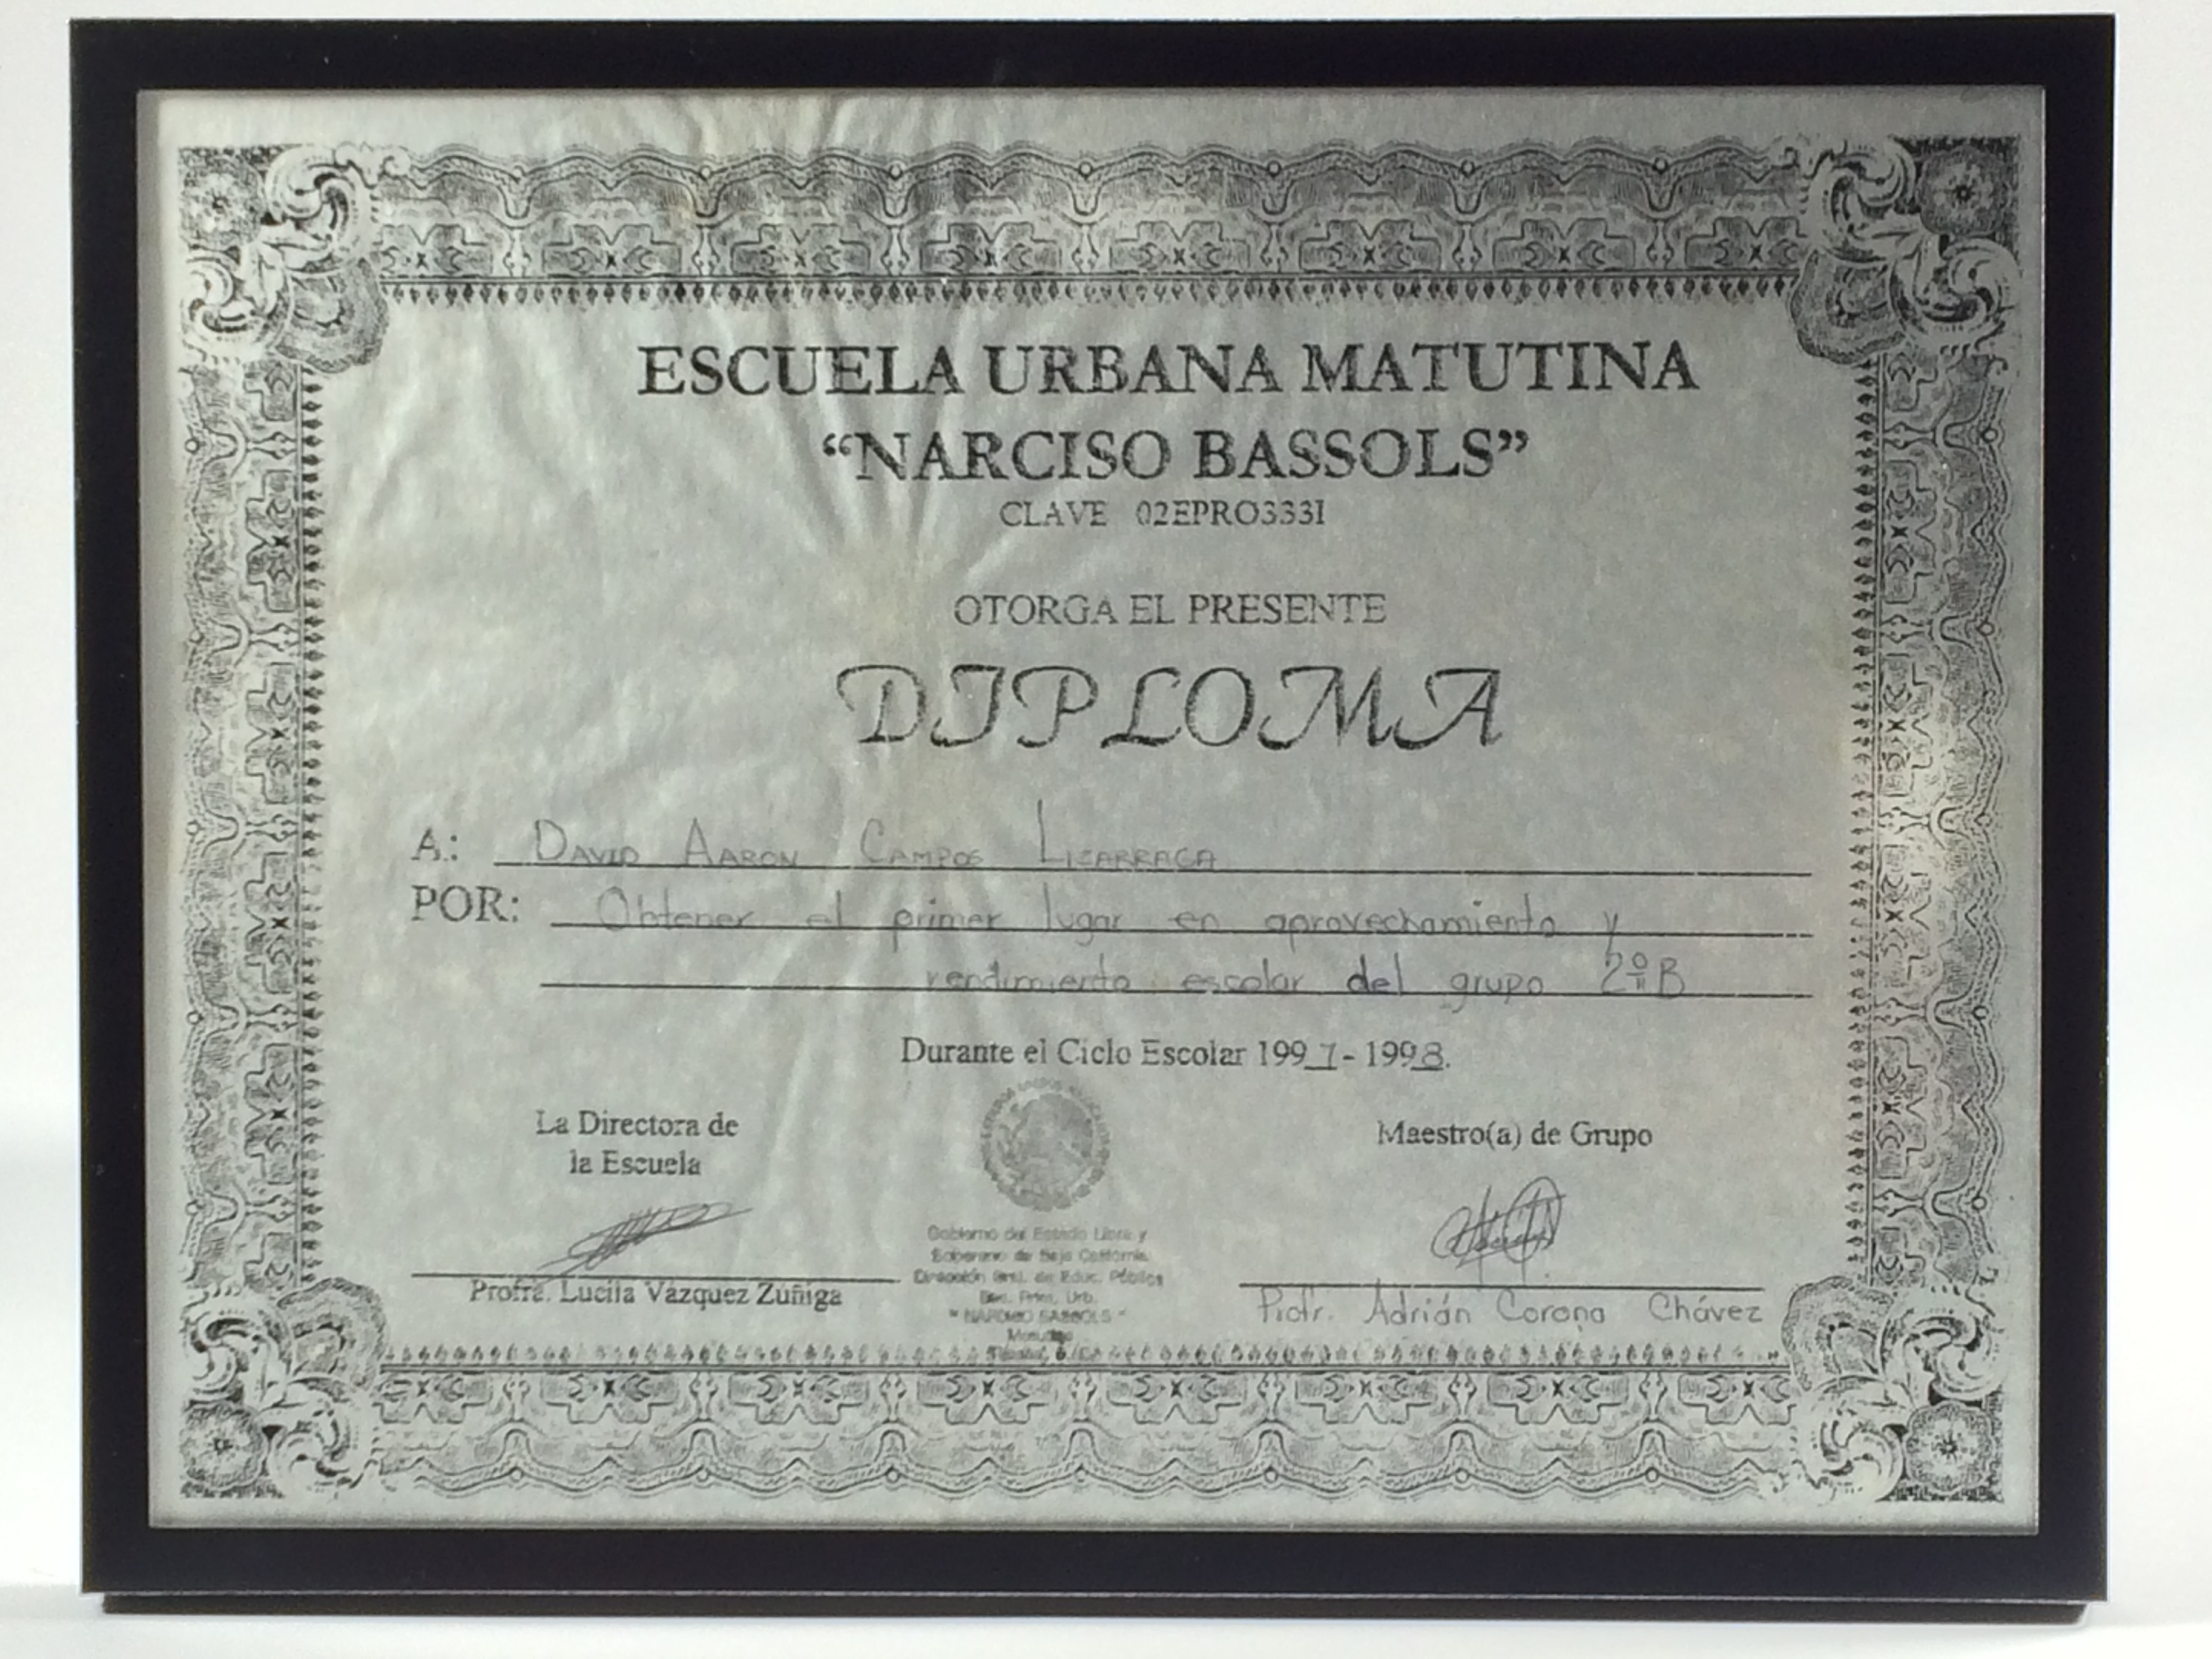 ESCUELA URBANA MATUTINA
“NARCISO BASSOLS”
CLAVE 02EPRO333I
OTORGA EL PRESENTE
DIPLOMA
A: DAVID AARON CAMPOS LIZARRAGA
POR: Obtener el primer lugar en aprovechamiento y
rendimiento escolar del grupo 2º B
Durante el Ciclo Escolar 1997-1998.
La Directora de
la Escuela
Maestro(a) de Grupo
Profra. Lucila Vázquez Zúñiga
Gobierno del Estado Libre y
Soberano de Baja California
Dirección Gral. de Educ. Pública
Esc. Prim. Urb.
" NARCISO BASSOLS "
Matutina
Profr. Adrián Corona Chávez